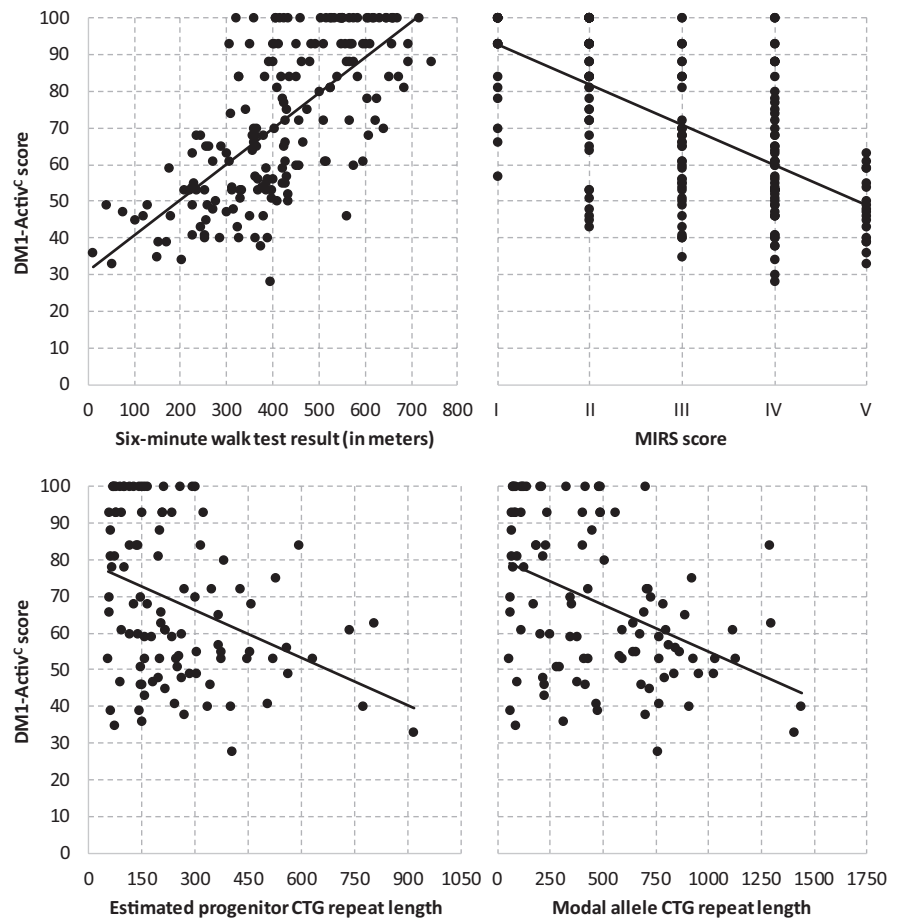 DM1-Activᶜ score
100
90
80
70
60
50
40
30
20
10
0
0 100 200 300 400 500 600 700 800
Six-minute walk test result (in meters)
I II III IV V
MIRS score
DM1-Activᶜ score
100
90
80
70
60
50
40
30
20
10
0
0 150 300 450 600 750 900 1050
Estimated progenitor CTG repeat length
0 250 500 750 1000 1250 1500 1750
Modal allele CTG repeat length